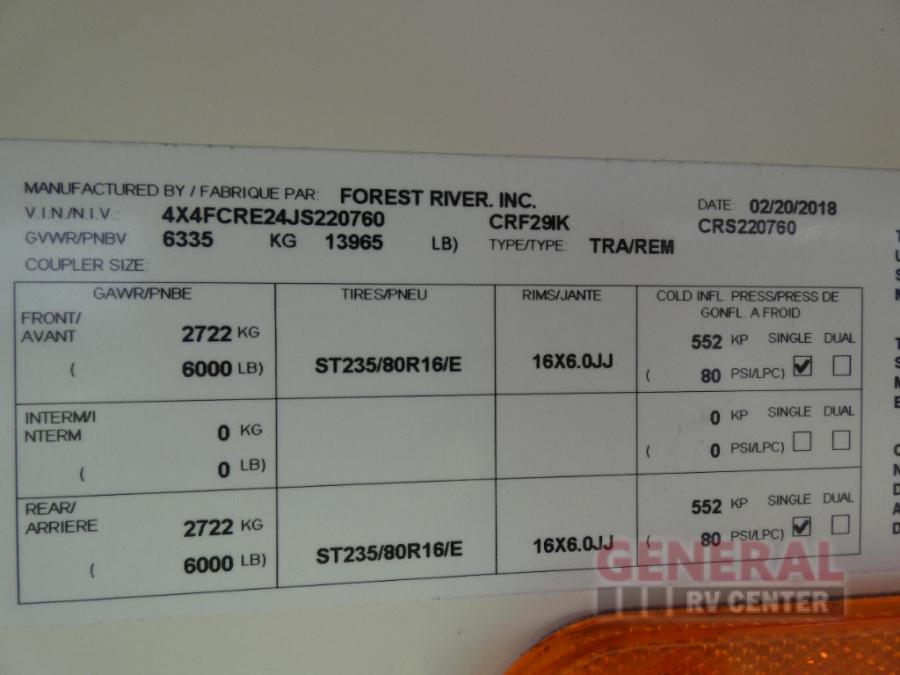 MANUFACTURED BY / FABRIQUE PAR: FOREST RIVER. INC.
DATE: 02/20/2018
V.I.N./N.I.V.: 4X4FCRE24JS220760 CRF29IK CRS220760
GVWR/PNBV 6335 KG 13965 LB) TYPE/TYPE: TRA/REM
COUPLER SIZE:
GAWR/PNBE TIRES/PNEU RIMS/JANTE COLD INFL. PRESS/PRESS DE
GONFL. A FROID
FRONT/
AVANT 2722 KG 552 KP SINGLE DUAL
( 6000 LB) ST235/80R16/E 16X6.0JJ ( 80 PSI/LPC)
INTERM/I
NTERM 0 KG 0 KP SINGLE DUAL
( 0 LB) ( 0 PSI/LPC)
REAR/
ARRIERE 2722 KG 552 KP SINGLE DUAL
( 6000 LB) ST235/80R16/E 16X6.0JJ ( 80 PSI/LPC)
GENERAL
RV CENTER